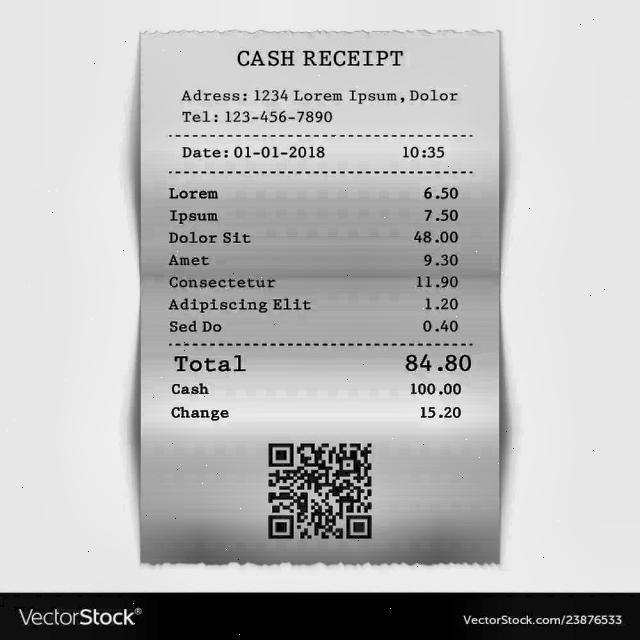 CASH RECEIPT
Adress: 1234 Lorem Ipsum, Dolor
Tel: 123-456-7890
Date: 01-01-2018 10:35
Lorem 6.50
Ipsum 7.50
Dolor Sit 48.00
Amet 9.30
Consectetur 11.90
Adipiscing Elit 1.20
Sed Do 0.40
Total 84.80
Cash 100.00
Change 15.20
VectorStock® VectorStock.com/23876533